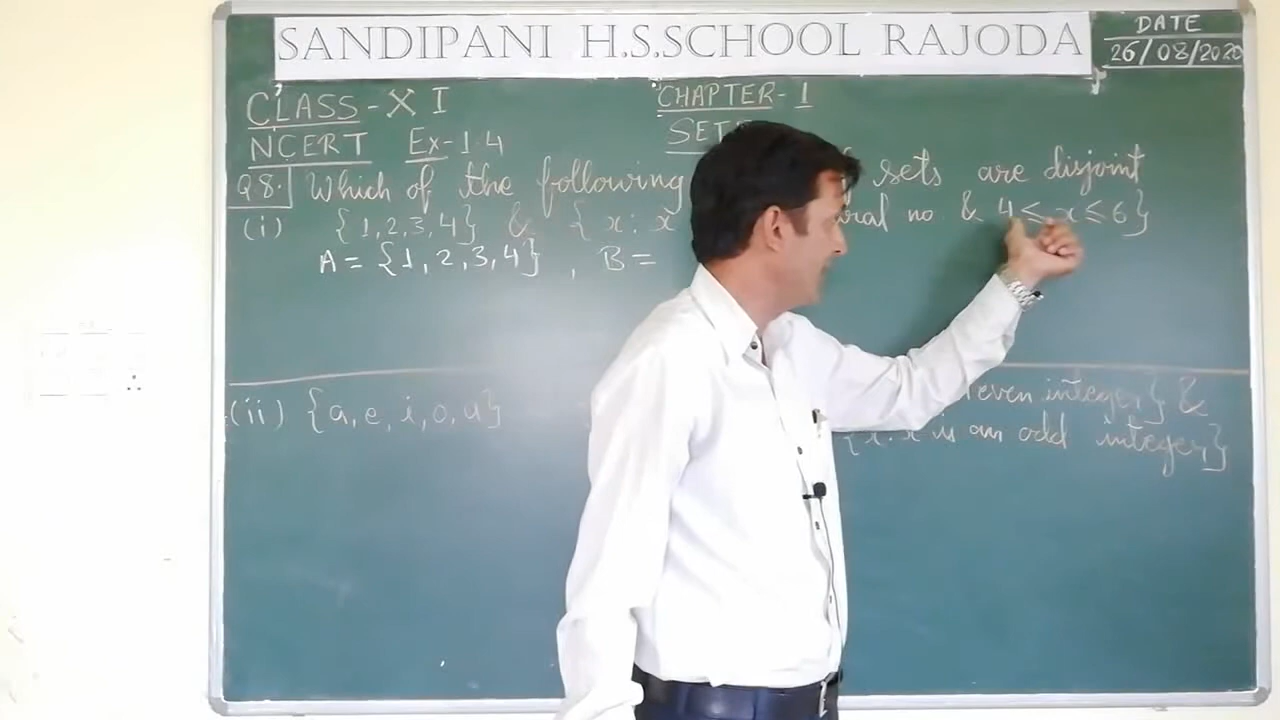 SANDIPANI H.S.SCHOOL RAJODA
DATE
26/08/2020
CLASS-XI
CHAPTER-1
NCERT Ex-1.4
SETS
Q8. Which of the following sets are disjoint
(i) {1,2,3,4} & {x:x no. & 4≤x≤6}
A={1,2,3,4}, B=
(ii) {a,e,i,o,u} even integer} &
{x:x is an odd integer}